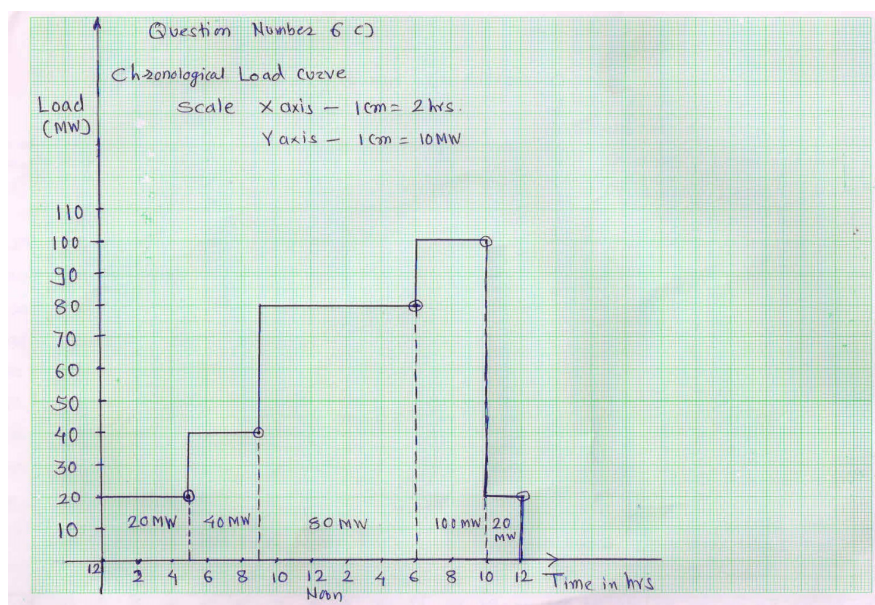 Question Number 6 c)
Chronological Load curve
Load
(MW)
Scale X axis - 1cm = 2 hrs.
Y axis - 1 cm = 10 MW
110
100
90
80
70
60
50
40
30
20
10
20 MW 40 MW 80 MW 100 MW 20
MW
12 2 4 6 8 10 12 2 4 6 8 10 12 Time in hrs
Noon